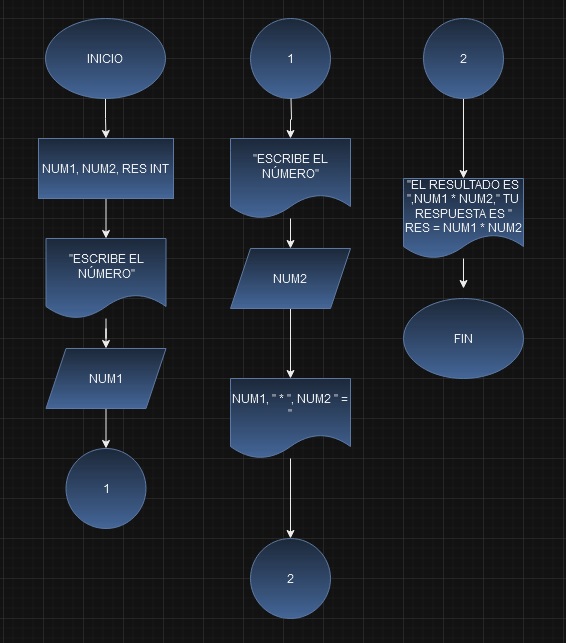 INICIO
NUM1, NUM2, RES INT
"ESCRIBE EL
NÚMERO"
NUM1
1
1
"ESCRIBE EL
NÚMERO"
NUM2
NUM1, " * ", NUM2 " =
"
2
2
"EL RESULTADO ES
",NUM1 * NUM2," TU
RESPUESTA ES "
RES = NUM1 * NUM2
FIN